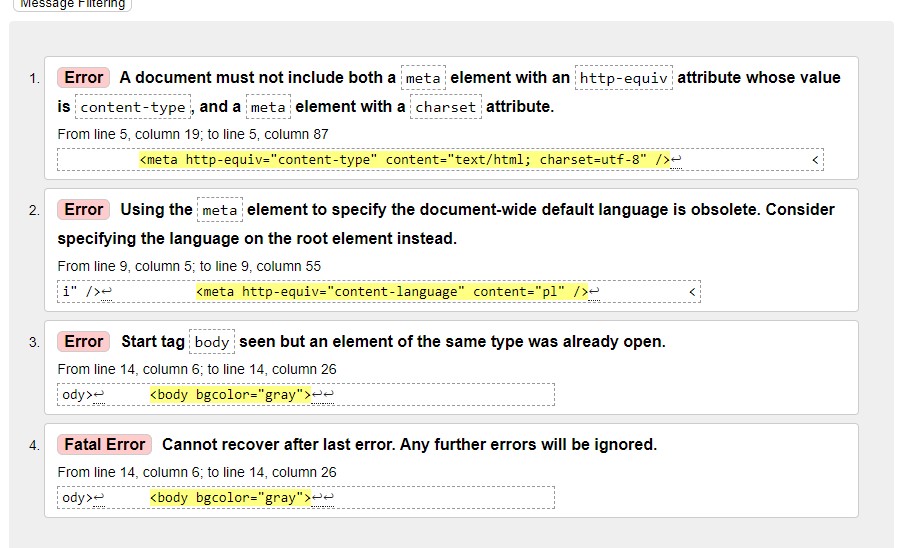 Message Filtering
1. Error A document must not include both a meta element with an http-equiv attribute whose value
is content-type, and a meta element with a charset attribute.
From line 5, column 19; to line 5, column 87
<meta http-equiv="content-type" content="text/html; charset=utf-8" />↩ <
2. Error Using the meta element to specify the document-wide default language is obsolete. Consider
specifying the language on the root element instead.
From line 9, column 5; to line 9, column 55
i" />↩ <meta http-equiv="content-language" content="pl" />↩ <
3. Error Start tag body seen but an element of the same type was already open.
From line 14, column 6; to line 14, column 26
ody>↩ <body bgcolor="gray">↩↩
4. Fatal Error Cannot recover after last error. Any further errors will be ignored.
From line 14, column 6; to line 14, column 26
ody>↩ <body bgcolor="gray">↩↩